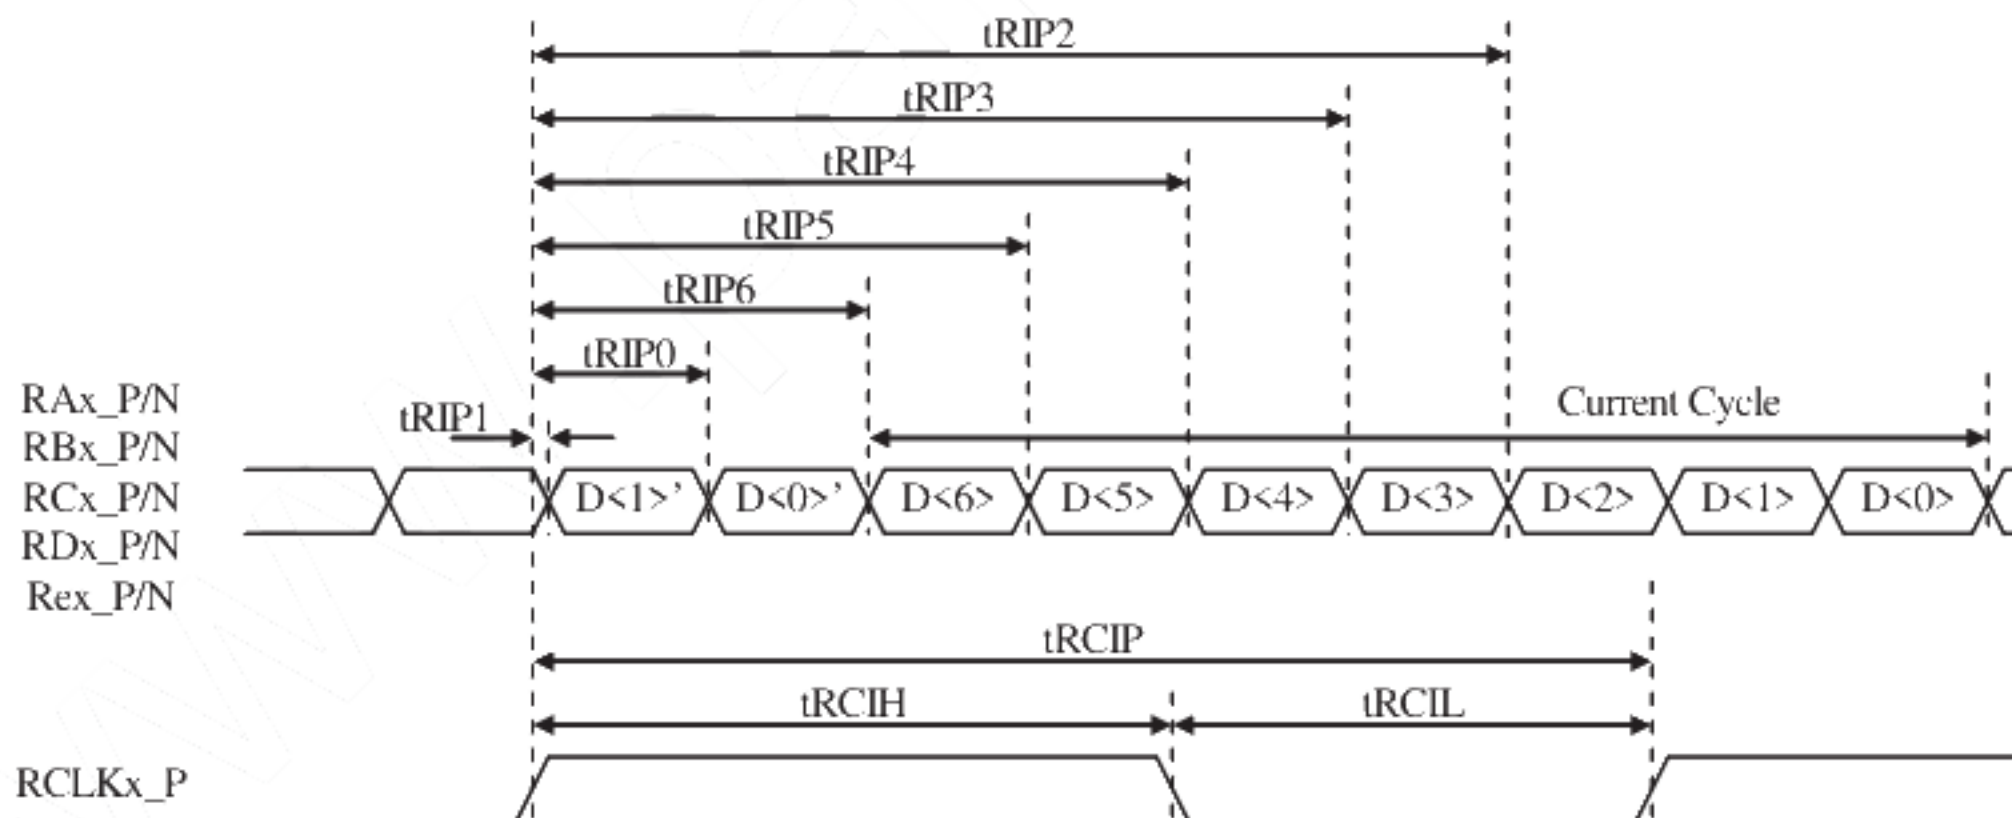 tRIP2
tRIP3
tRIP4
tRIP5
tRIP6
tRIP0
RAx_P/N
tRIP1
Current Cycle
RBx_P/N
RCx_P/N
D<1>’ D<0>’ D<6> D<5> D<4> D<3> D<2> D<1> D<0>
RDx_P/N
Rex_P/N
tRCIP
tRCIH tRCIL
RCLKx_P